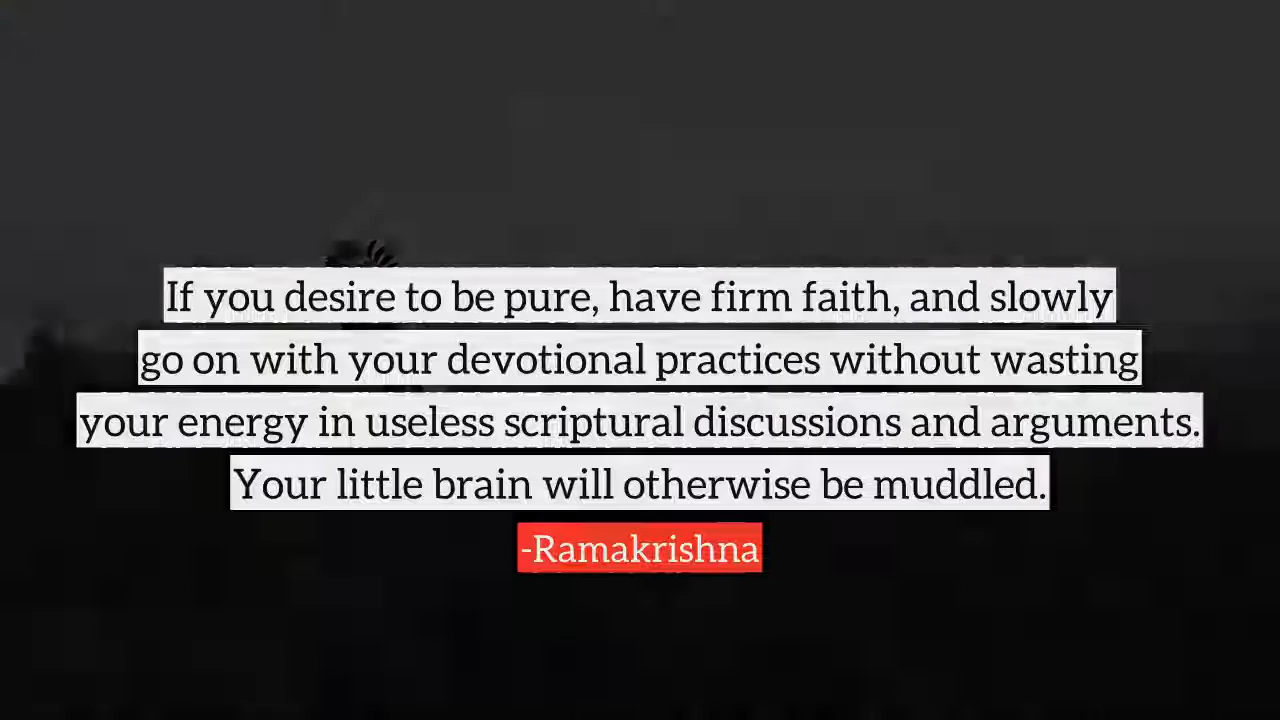 If you desire to be pure, have firm faith, and slowly
go on with your devotional practices without wasting
your energy in useless scriptural discussions and arguments.
Your little brain will otherwise be muddled.
-Ramakrishna